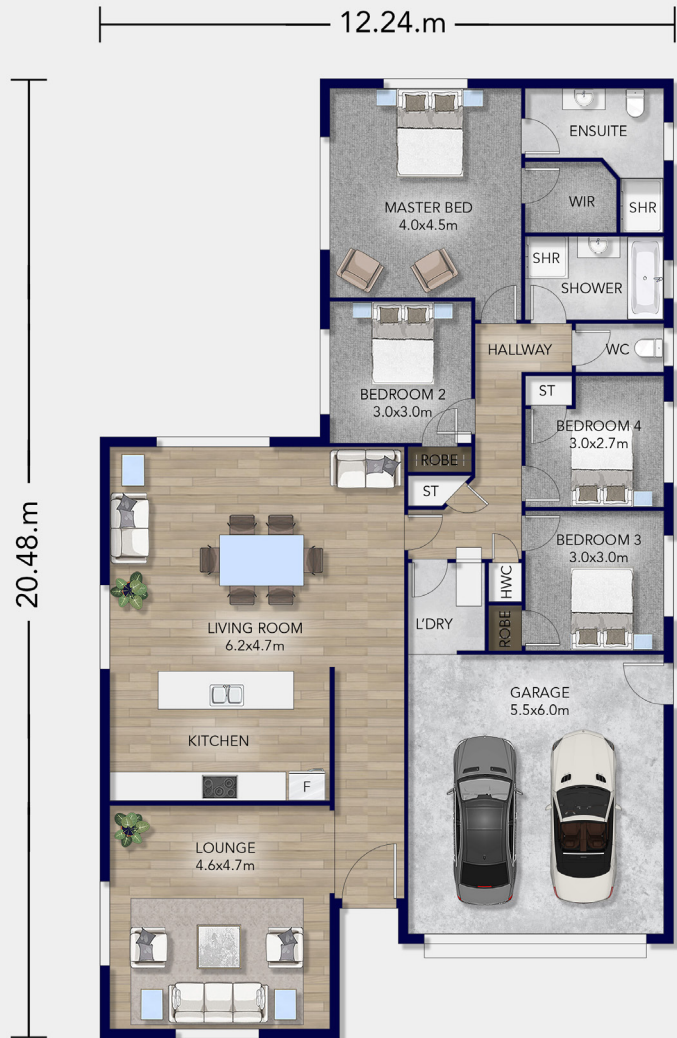 12.24.m
20.48.m
ENSUITE
MASTER BED
4.0x4.5m
WIR
SHR
SHR
SHOWER
HALLWAY
WC
BEDROOM 2
3.0x3.0m
ST
BEDROOM 4
3.0x2.7m
ROBE
ST
BEDROOM 3
3.0x3.0m
HWC
L'DRY
ROBE
LIVING ROOM
6.2x4.7m
GARAGE
5.5x6.0m
KITCHEN
F
LOUNGE
4.6x4.7m